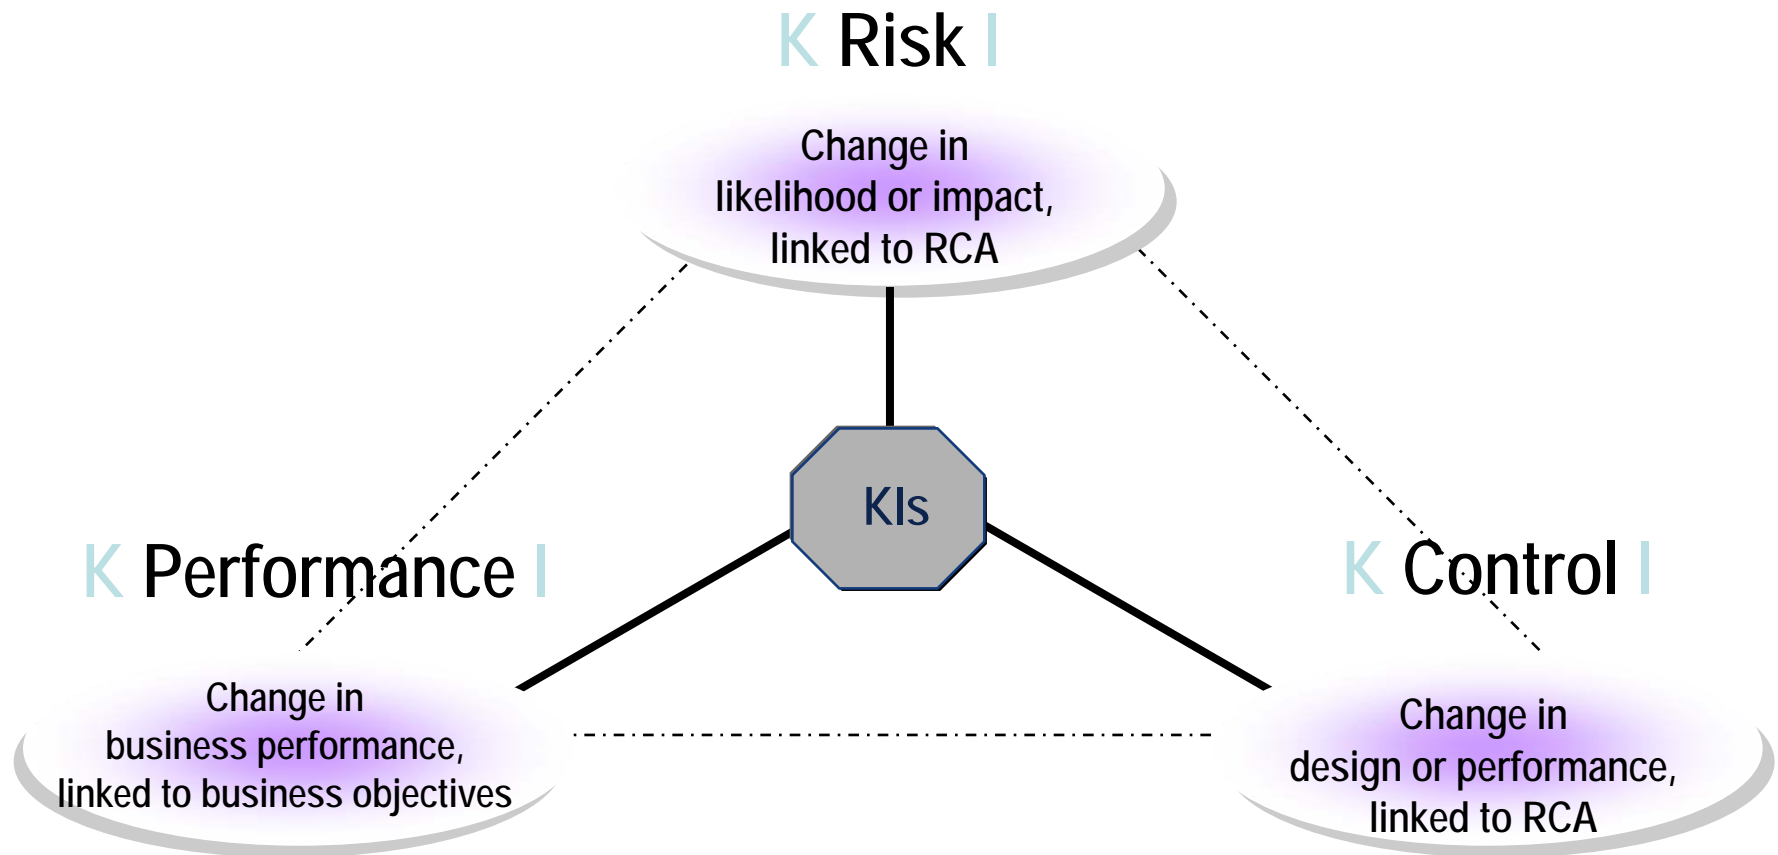 K Risk I
Change in
likelihood or impact,
linked to RCA
KIs
K Performance I
Change in
business performance,
linked to business objectives
K Control I
Change in
design or performance,
linked to RCA